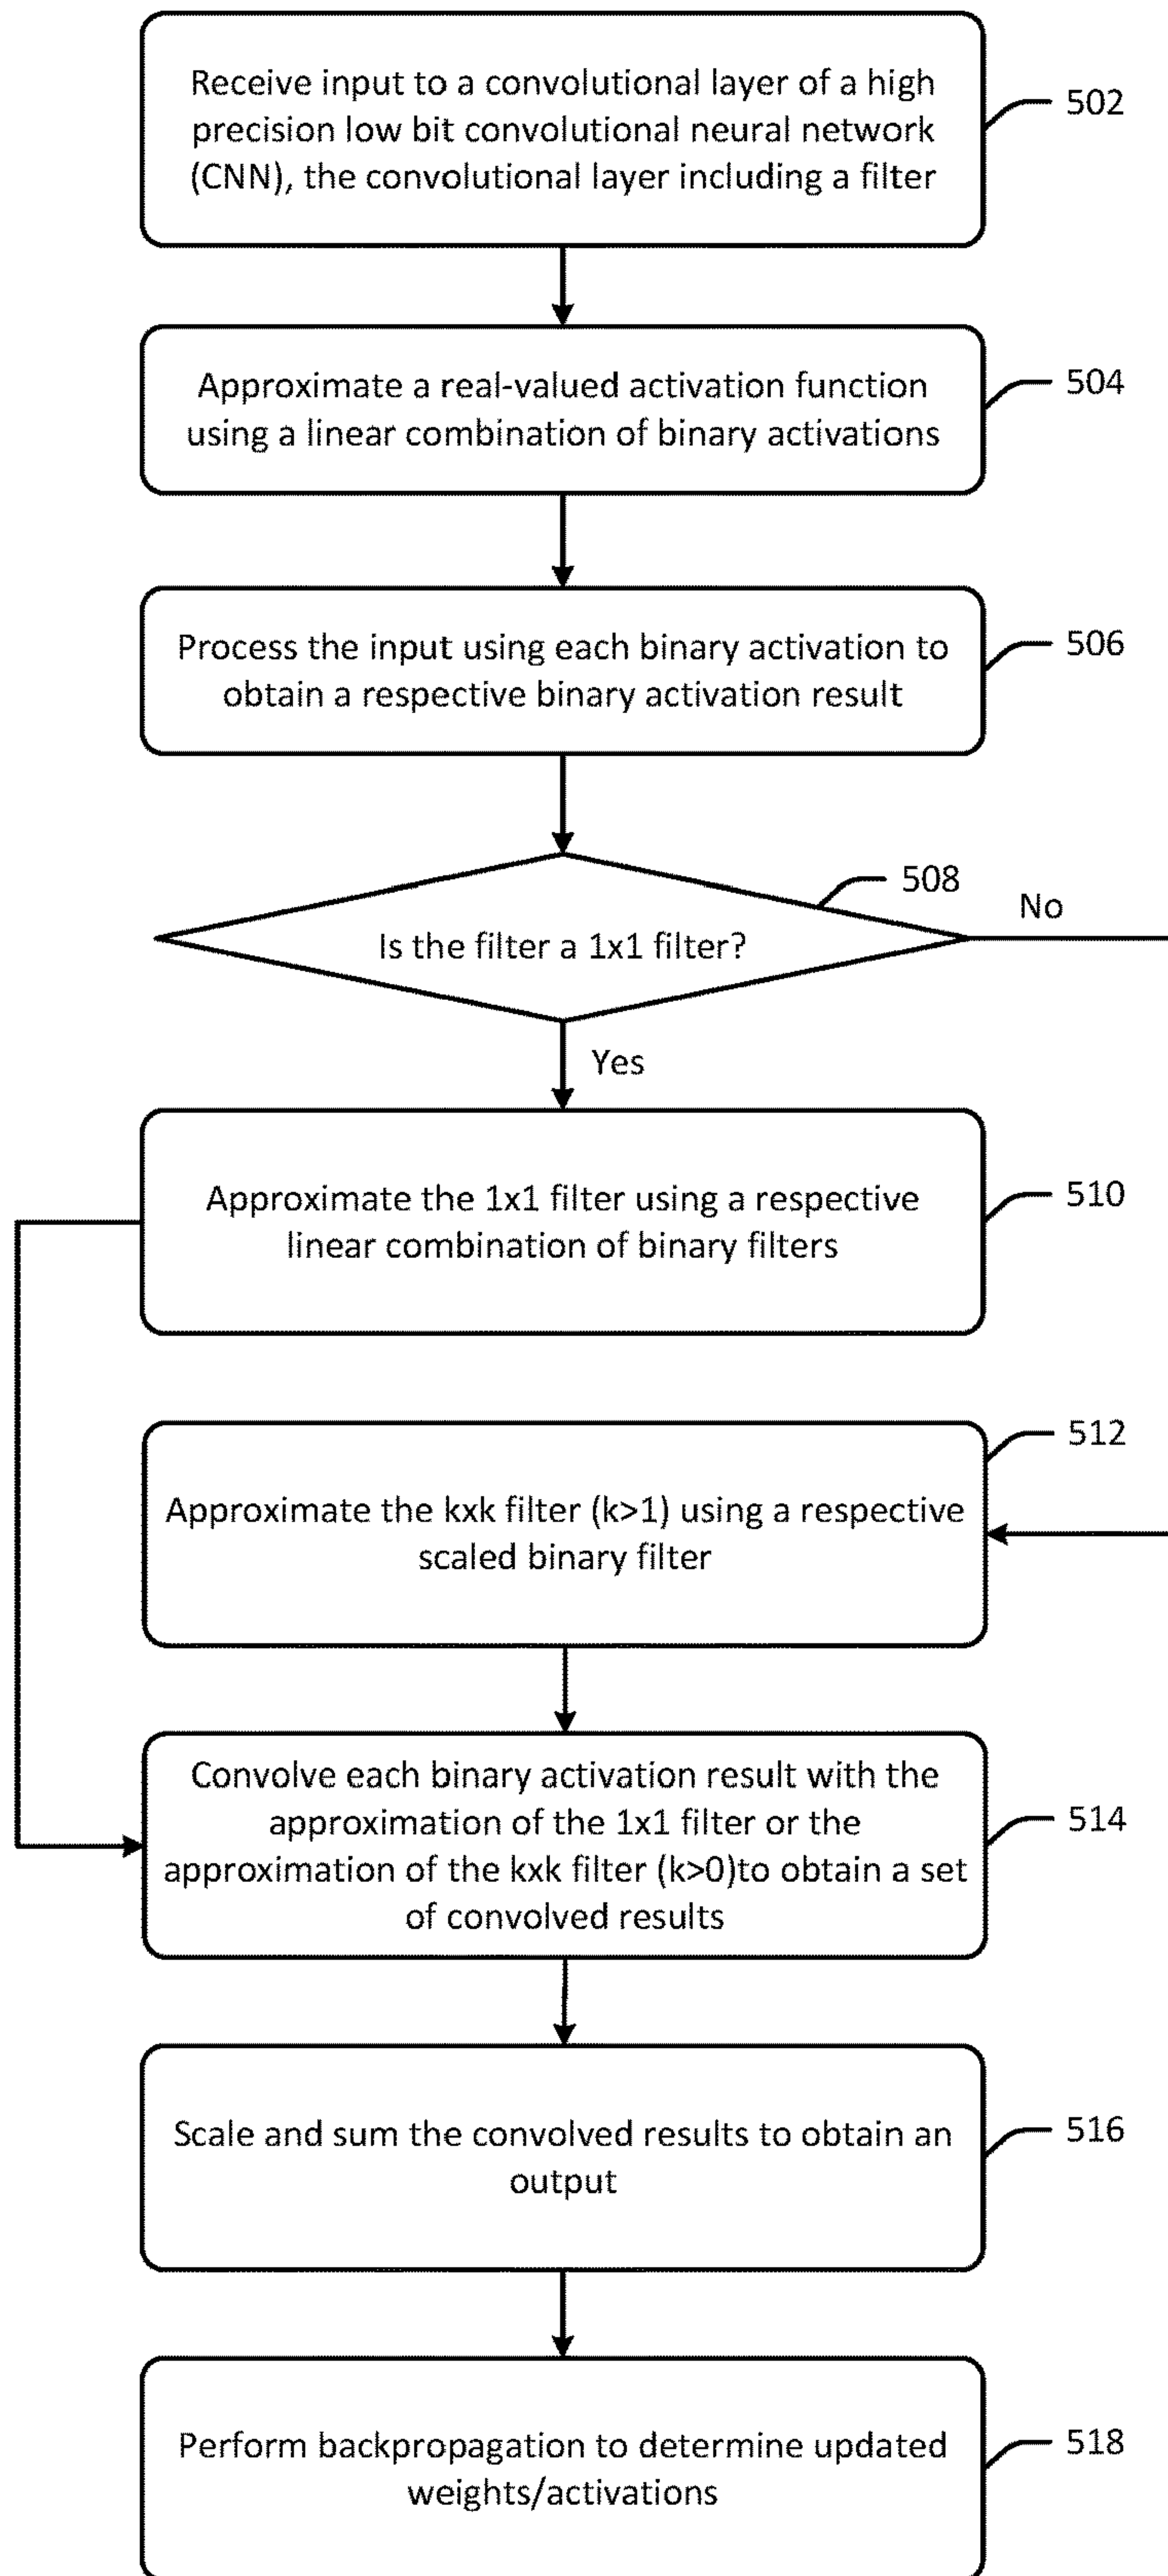 Receive input to a convolutional layer of a high
precision low bit convolutional neural network
(CNN), the convolutional layer including a filter
502
Approximate a real-valued activation function
using a linear combination of binary activations
504
Process the input using each binary activation to
obtain a respective binary activation result
506
508
No
Is the filter a 1x1 filter?
Yes
Approximate the 1x1 filter using a respective
linear combination of binary filters
510
512
Approximate the kxk filter (k>1) using a respective
scaled binary filter
Convolve each binary activation result with the
approximation of the 1x1 filter or the
approximation of the kxk filter (k>0)to obtain a set
of convolved results
514
Scale and sum the convolved results to obtain an
output
516
Perform backpropagation to determine updated
weights/activations
518